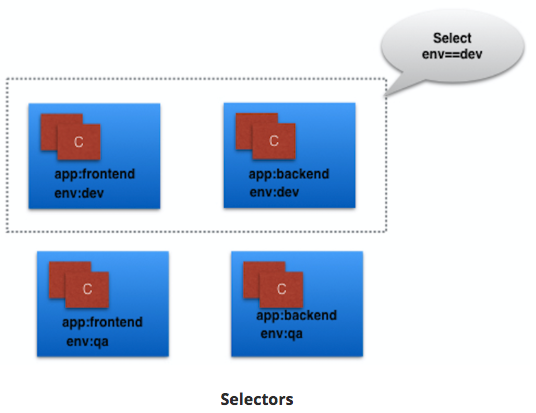 Select
env==dev
C
app:frontend
env:dev
C
app:backend
env:dev
C
app:frontend
env:qa
C
app:backend
env:qa
Selectors